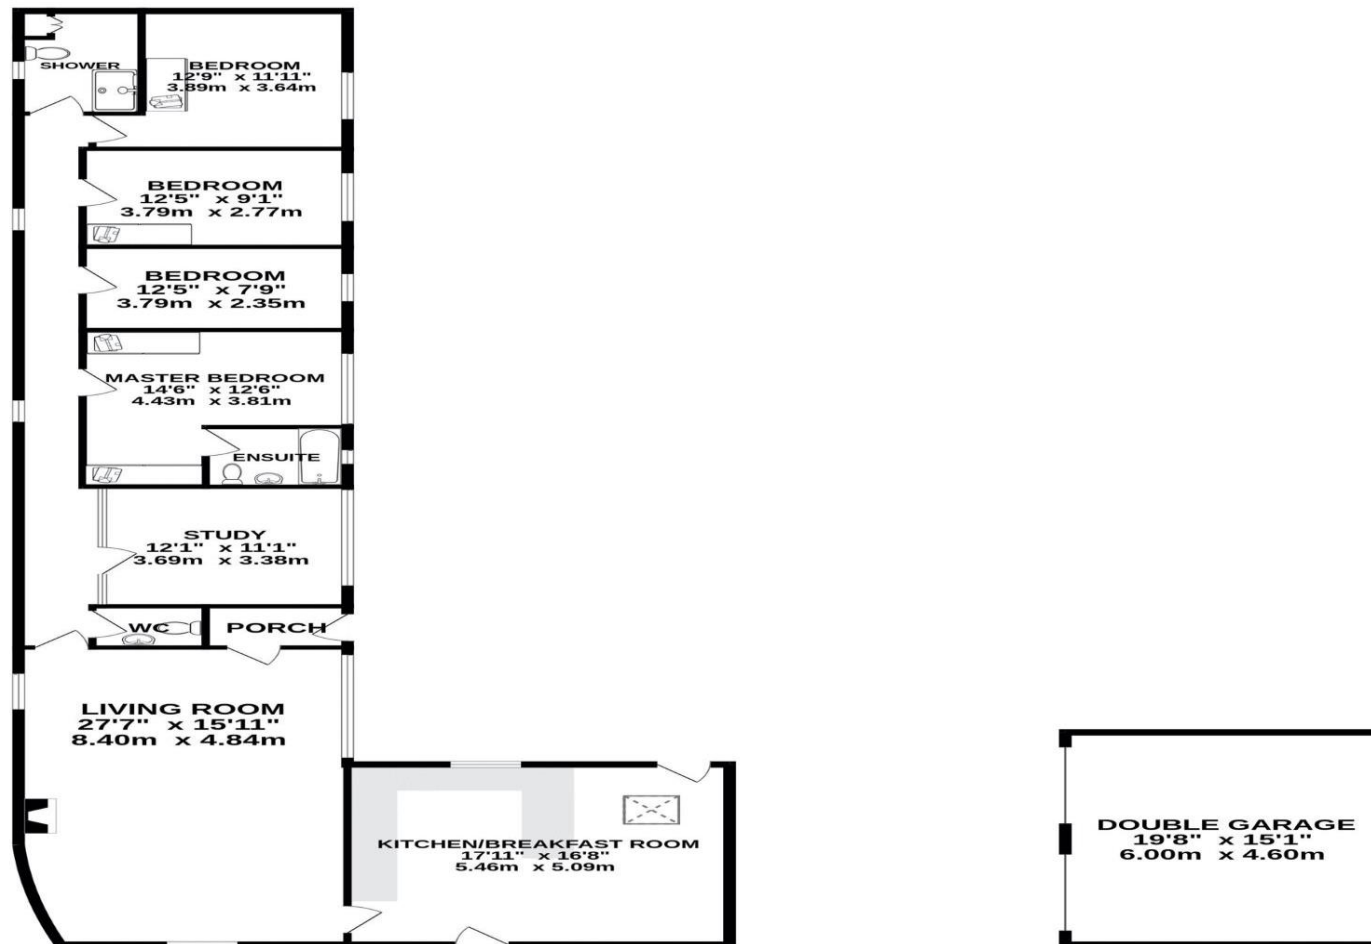 SHOWER
BEDROOM
12'9" x 11'11"
3.89m x 3.64m
BEDROOM
12'5" x 9'1"
3.79m x 2.77m
BEDROOM
12'5" x 7'9"
3.79m x 2.35m
MASTER BEDROOM
14'6" x 12'6"
4.43m x 3.81m
ENSUITE
STUDY
12'1" x 11'1"
3.69m x 3.38m
WC
PORCH
LIVING ROOM
27'7" x 15'11"
8.40m x 4.84m
KITCHEN/BREAKFAST ROOM
17'11" x 16'8"
5.46m x 5.09m
DOUBLE GARAGE
19'8" x 15'1"
6.00m x 4.60m